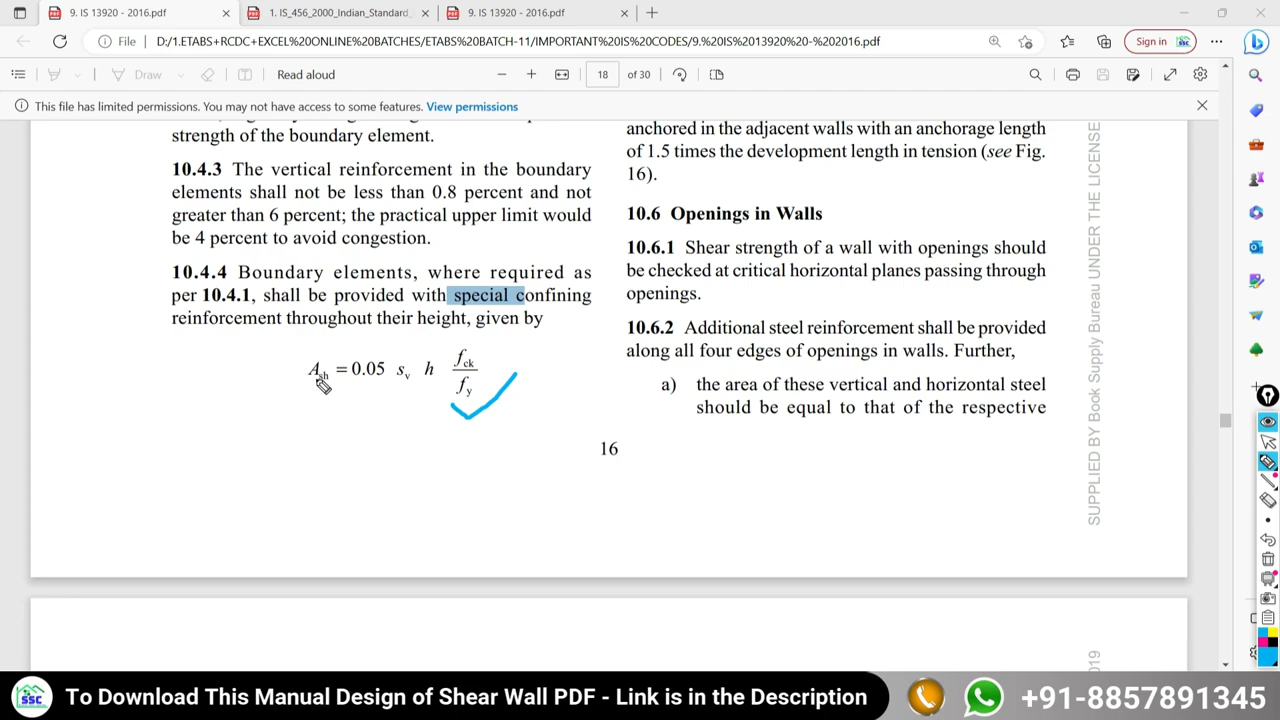 9. IS 13920 - 2016.pdf
1. IS_456_2000_Indian_Standard_
9. IS 13920 - 2016.pdf
File
D:/1.ETABS+RCDC+EXCEL%20ONLINE%20BATCHES/ETABS%20BATCH-11/IMPORTANT%20IS%20CODES/9.%20IS%2013920%20-%202016.pdf
Sign in
Draw
Read aloud
18 of 30
This file has limited permissions. You may not have access to some features. View permissions
strength of the boundary element.
10.4.3 The vertical reinforcement in the boundary
elements shall not be less than 0.8 percent and not
greater than 6 percent; the practical upper limit would
be 4 percent to avoid congestion.
10.4.4 Boundary elements, where required as
per 10.4.1, shall be provided with special confining
reinforcement throughout their height, given by
A_sh = 0.05 s_v h f_ck / f_y
anchored in the adjacent walls with an anchorage length
of 1.5 times the development length in tension (see Fig.
16).
10.6 Openings in Walls
10.6.1 Shear strength of a wall with openings should
be checked at critical horizontal planes passing through
openings.
10.6.2 Additional steel reinforcement shall be provided
along all four edges of openings in walls. Further,
a) the area of these vertical and horizontal steel
should be equal to that of the respective
16
SUPPLIED BY Book Supply Bureau UNDER THE LICENSE
019
SSC
To Download This Manual Design of Shear Wall PDF - Link is in the Description
+91-8857891345